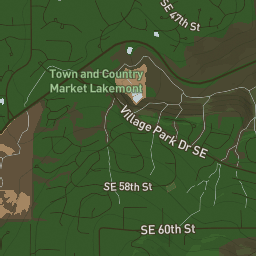 SE 47th St
Town and Country
Market Lakemont
Village Park Dr SE
SE 58th St
SE 60th St